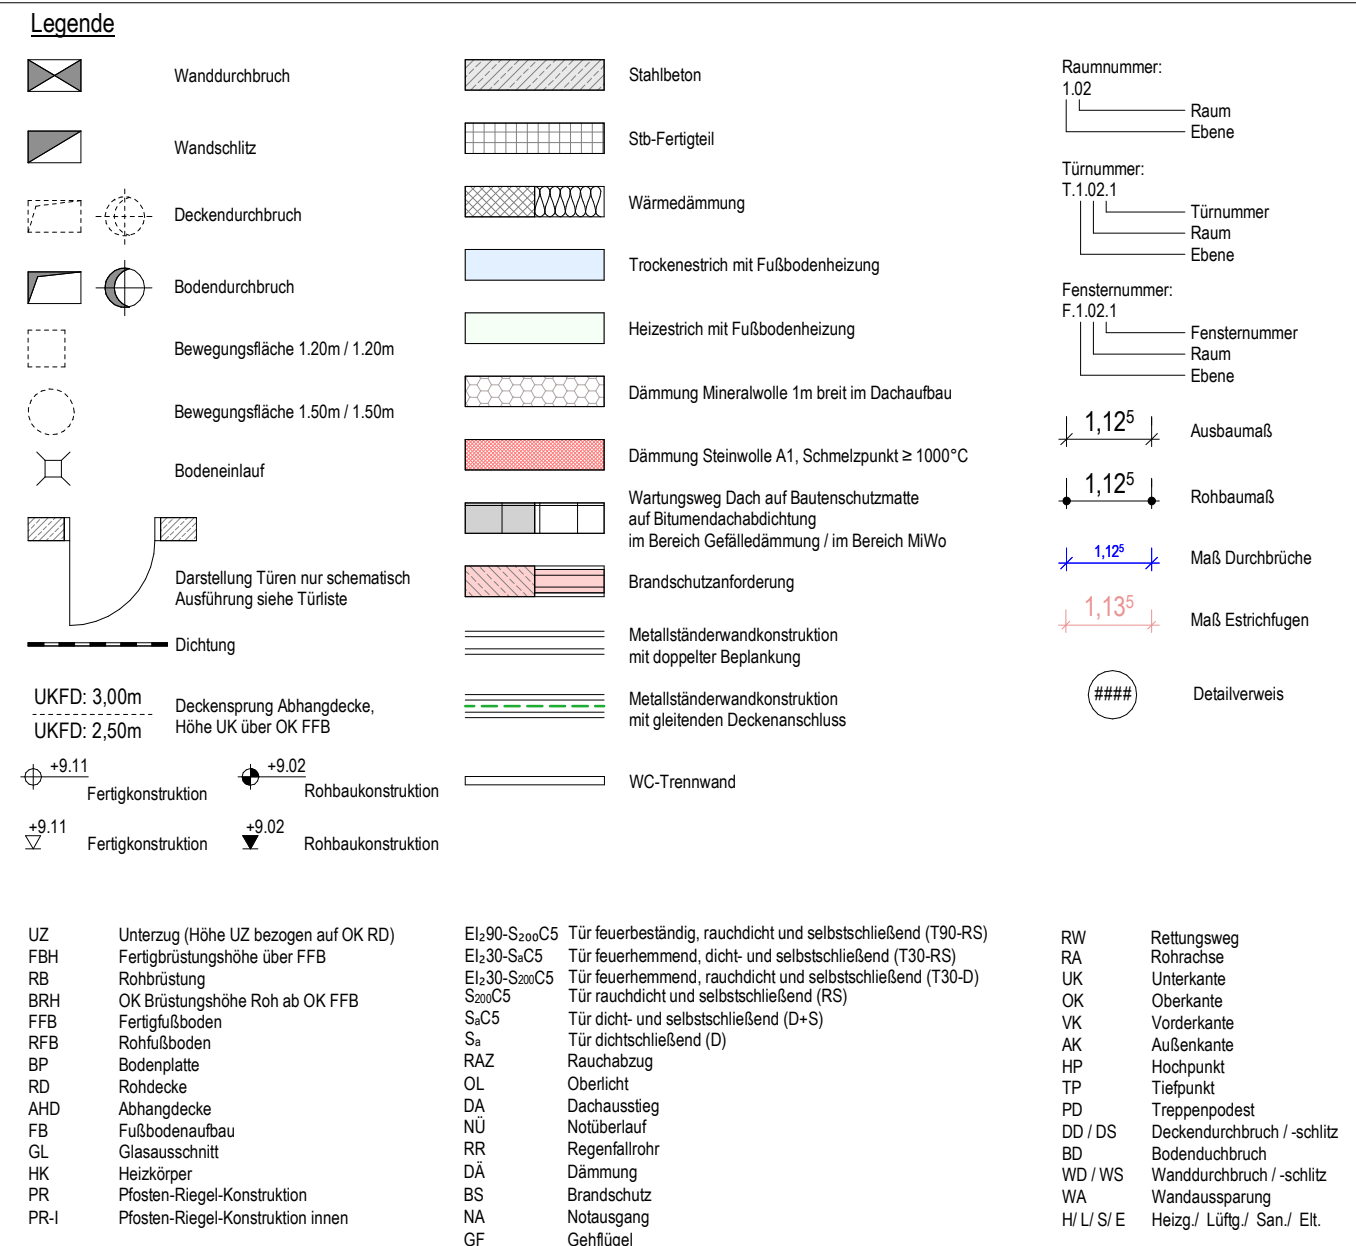 Legende
Wanddurchbruch
Wandschlitz
Deckendurchbruch
Bodendurchbruch
Bewegungsfläche 1.20m / 1.20m
Bewegungsfläche 1.50m / 1.50m
Bodeneinlauf
Darstellung Türen nur schematisch
Ausführung siehe Türliste
Dichtung
UKFD: 3,00m
UKFD: 2,50m
Deckensprung Abhangdecke,
Höhe UK über OK FFB
+9.11
Fertigkonstruktion
+9.02
Rohbaukonstruktion
+9.11
Fertigkonstruktion
+9.02
Rohbaukonstruktion
Stahlbeton
Stb-Fertigteil
Wärmedämmung
Trockenestrich mit Fußbodenheizung
Heizestrich mit Fußbodenheizung
Dämmung Mineralwolle 1m breit im Dachaufbau
Dämmung Steinwolle A1, Schmelzpunkt ≥ 1000°C
Wartungsweg Dach auf Bautenschutzmatte
auf Bitumendachabdichtung
im Bereich Gefälledämmung / im Bereich MiWo
Brandschutzanforderung
Metallständerwandkonstruktion
mit doppelter Beplankung
Metallständerwandkonstruktion
mit gleitenden Deckenanschluss
WC-Trennwand
Raumnummer:
1.02
Raum
Ebene
Türnummer:
T.1.02.1
Türnummer
Raum
Ebene
Fensternummer:
F.1.02.1
Fensternummer
Raum
Ebene
1,12⁵ Ausbaumaß
1,12⁵ Rohbaumaß
1,12⁵ Maß Durchbrüche
1,13⁵ Maß Estrichfugen
#### Detailverweis
UZ Unterzug (Höhe UZ bezogen auf OK RD)
FBH Fertigbrüstungshöhe über FFB
RB Rohbrüstung
BRH OK Brüstungshöhe Roh ab OK FFB
FFB Fertigfußboden
RFB Rohfußboden
BP Bodenplatte
RD Rohdecke
AHD Abhangdecke
FB Fußbodenaufbau
GL Glasausschnitt
HK Heizkörper
PR Pfosten-Riegel-Konstruktion
PR-I Pfosten-Riegel-Konstruktion innen
EI₂90-S₂₀₀C5 Tür feuerbeständig, rauchdicht und selbstschließend (T90-RS)
EI₂30-SₐC5 Tür feuerhemmend, dicht- und selbstschließend (T30-RS)
EI₂30-S₂₀₀C5 Tür feuerhemmend, rauchdicht und selbstschließend (T30-D)
S₂₀₀C5 Tür rauchdicht und selbstschließend (RS)
SₐC5 Tür dicht- und selbstschließend (D+S)
Sₐ Tür dichtschließend (D)
RAZ Rauchabzug
OL Oberlicht
DA Dachausstieg
NÜ Notüberlauf
RR Regenfallrohr
DÄ Dämmung
BS Brandschutz
NA Notausgang
GF Gehflügel
RW Rettungsweg
RA Rohrachse
UK Unterkante
OK Oberkante
VK Vorderkante
AK Außenkante
HP Hochpunkt
TP Tiefpunkt
PD Treppenpodest
DD / DS Deckendurchbruch / -schlitz
BD Bodenduchbruch
WD / WS Wanddurchbruch / -schlitz
WA Wandaussparung
H/ L/ S/ E Heizg./ Lüftg./ San./ Elt.